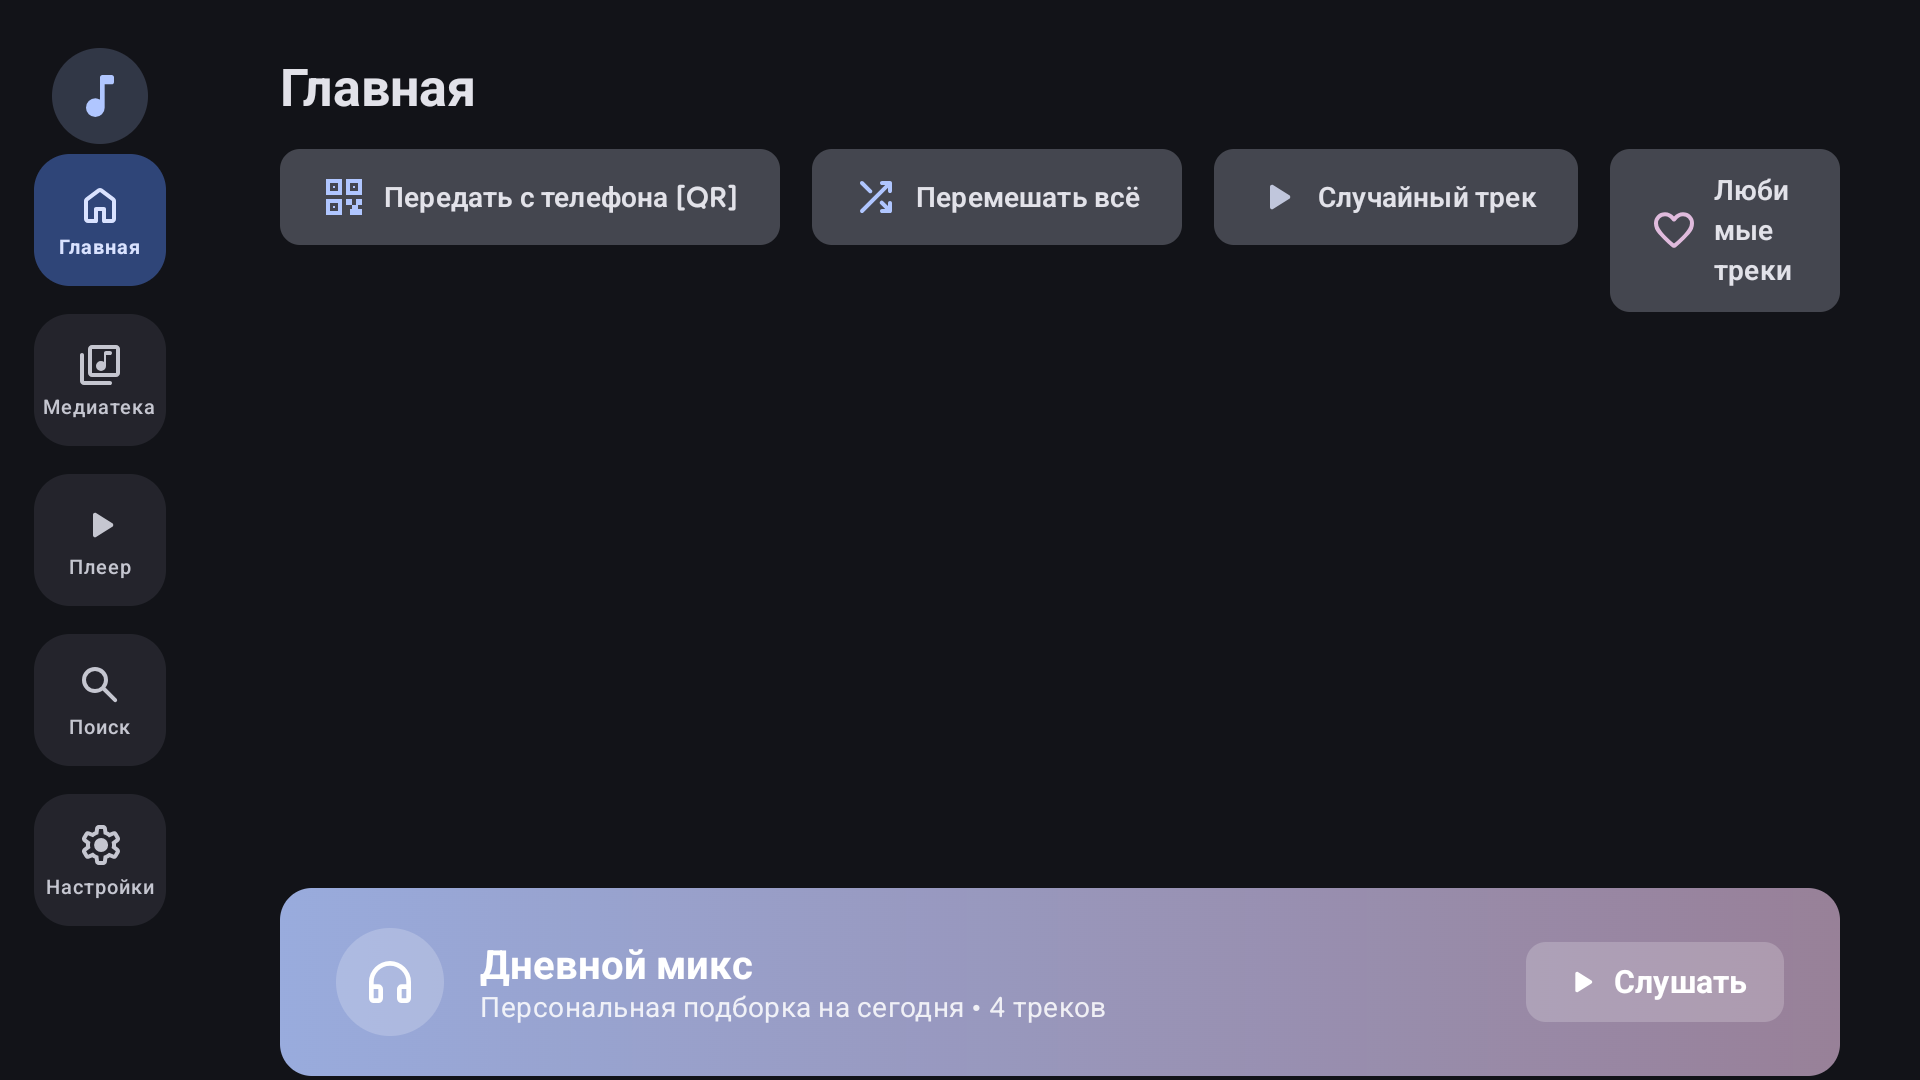 Главная
Главная
Медиатека
Плеер
Поиск
Настройки
Передать с телефона [QR]
Перемешать всё
Случайный трек
Люби
мые
треки
Дневной микс
Персональная подборка на сегодня • 4 треков
Слушать